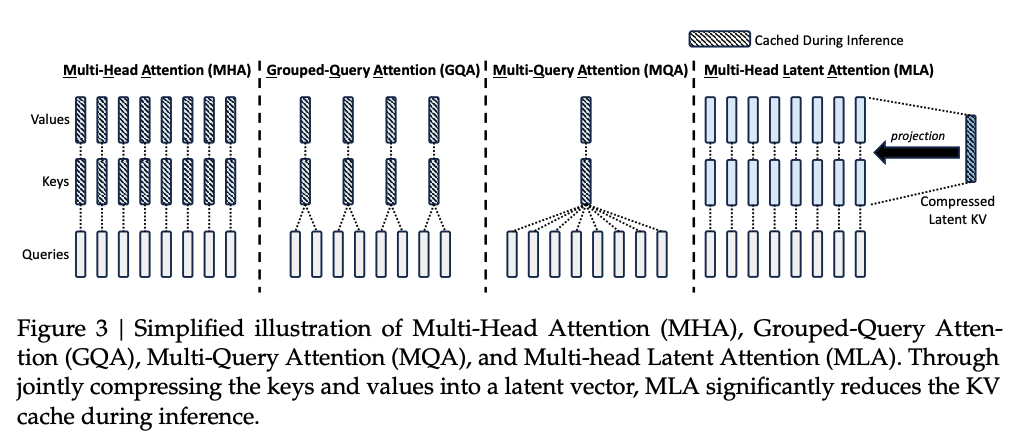 Cached During Inference
Multi-Head Attention (MHA)
Grouped-Query Attention (GQA)
Multi-Query Attention (MQA)
Multi-Head Latent Attention (MLA)
Values
Keys
Queries
projection
Compressed
Latent KV
Figure 3 | Simplified illustration of Multi-Head Attention (MHA), Grouped-Query Atten-
tion (GQA), Multi-Query Attention (MQA), and Multi-head Latent Attention (MLA). Through
jointly compressing the keys and values into a latent vector, MLA significantly reduces the KV
cache during inference.